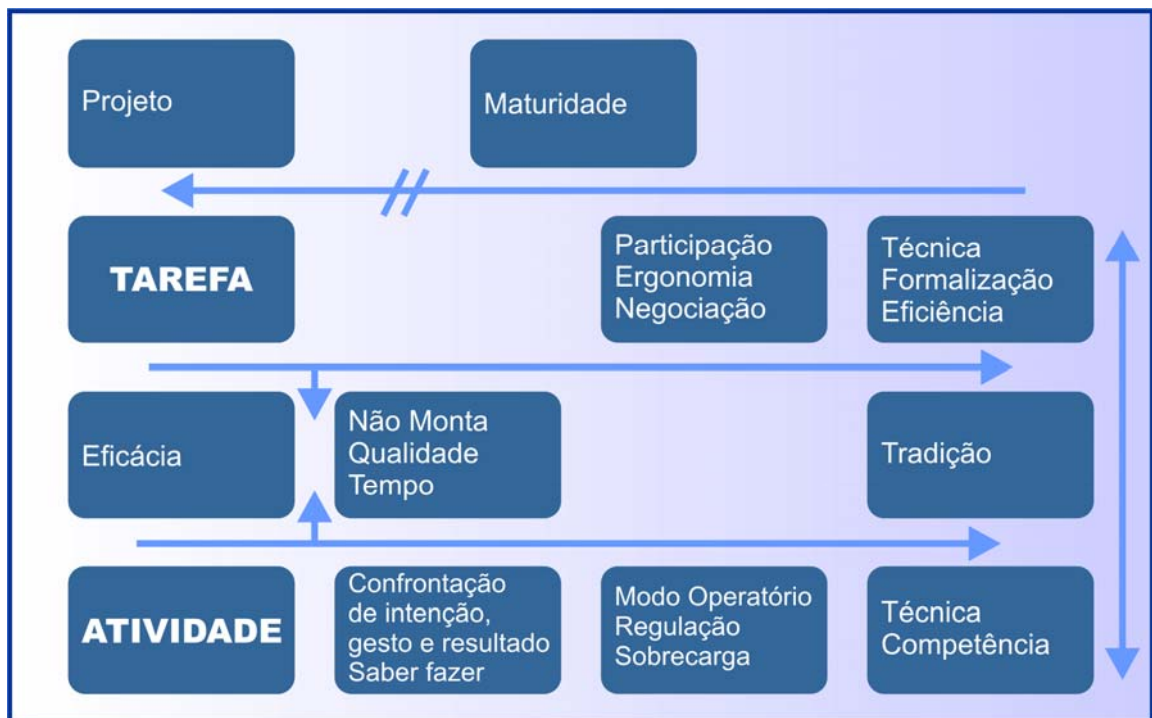 Projeto
Maturidade
TAREFA
Participação
Ergonomia
Negociação
Técnica
Formalização
Eficiência
Eficácia
Não Monta
Qualidade
Tempo
Tradição
ATIVIDADE
Confrontação
de intenção,
gesto e resultado
Saber fazer
Modo Operatório
Regulação
Sobrecarga
Técnica
Competência